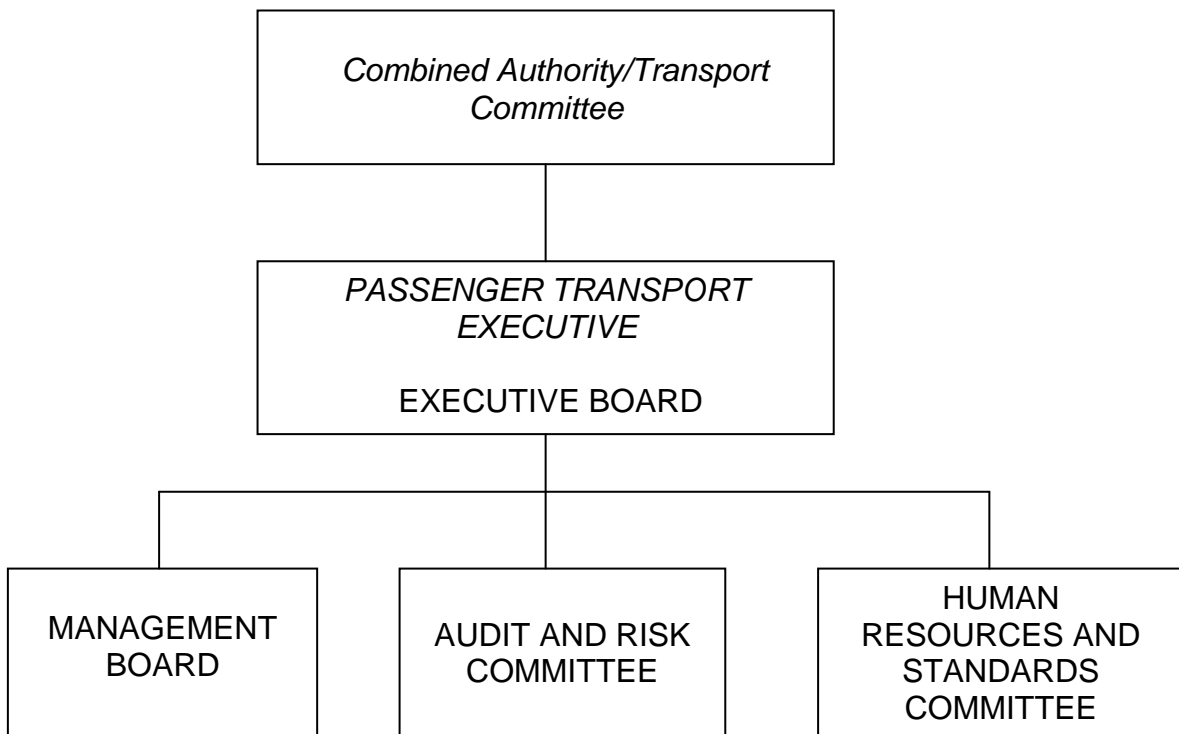 Combined Authority/Transport
Committee
PASSENGER TRANSPORT
EXECUTIVE
EXECUTIVE BOARD
MANAGEMENT
BOARD
AUDIT AND RISK
COMMITTEE
HUMAN
RESOURCES AND
STANDARDS
COMMITTEE